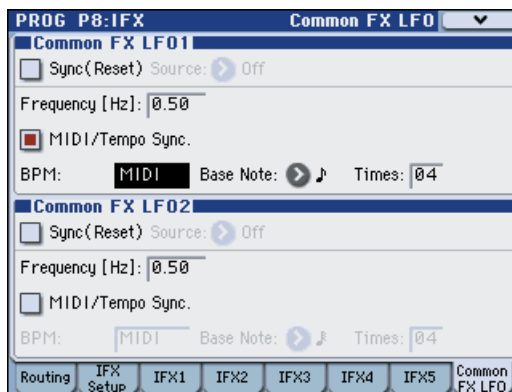 PROG P8:IFX Common FX LFO
Common FX LFO1
Sync(Reset) Source: Off
Frequency [Hz]: 0.50
MIDI/Tempo Sync.
BPM: MIDI Base Note: ♪ Times: 04
Common FX LFO2
Sync(Reset) Source: Off
Frequency [Hz]: 0.50
MIDI/Tempo Sync.
BPM: MIDI Base Note: ♪ Times: 04
Routing IFX Setup IFX1 IFX2 IFX3 IFX4 IFX5 Common FX LFO